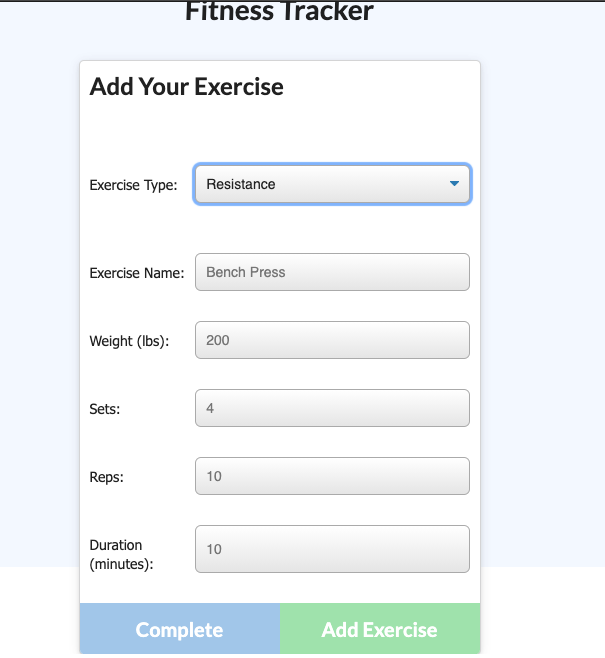 Fitness Tracker
Add Your Exercise
Exercise Type: Resistance
Exercise Name: Bench Press
Weight (lbs): 200
Sets: 4
Reps: 10
Duration
(minutes): 10
Complete Add Exercise